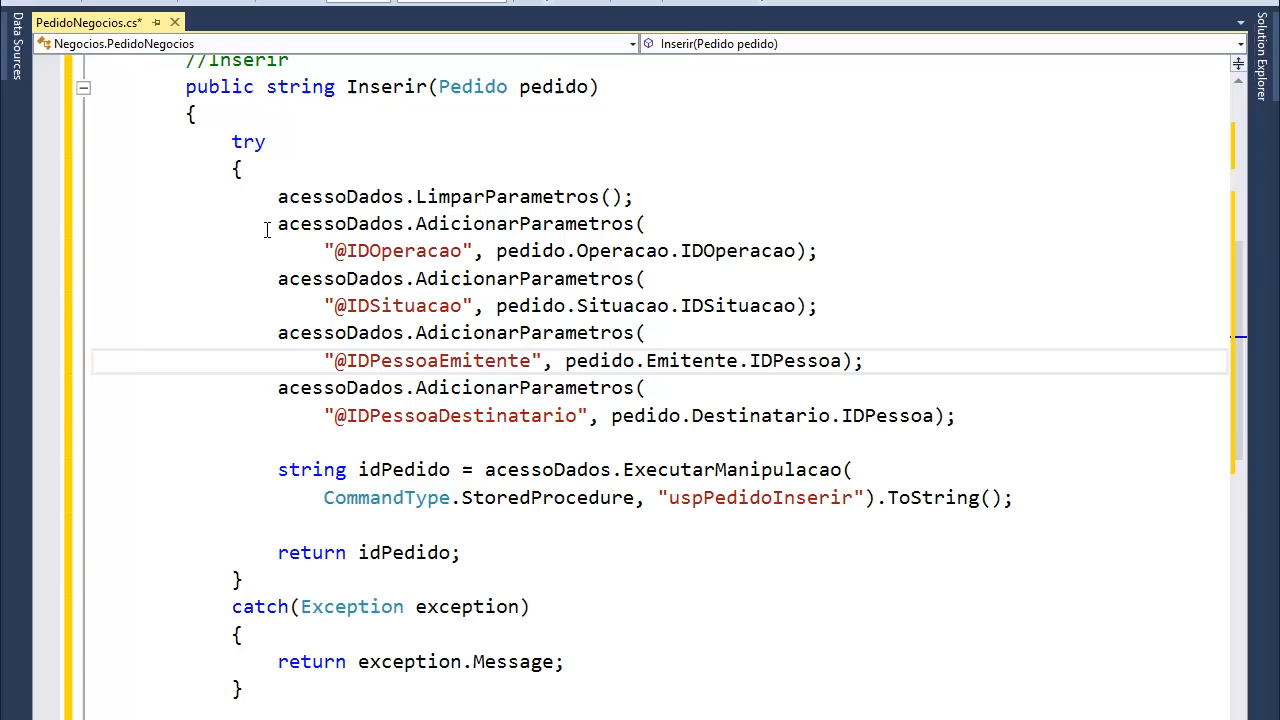 PedidoNegocios.cs*
Data Sources
Solution Explorer
Negocios.PedidoNegocios
Inserir(Pedido pedido)
//Inserir
public string Inserir(Pedido pedido)
{
try
{
acessoDados.LimparParametros();
acessoDados.AdicionarParametros(
"@IDOperacao", pedido.Operacao.IDOperacao);
acessoDados.AdicionarParametros(
"@IDSituacao", pedido.Situacao.IDSituacao);
acessoDados.AdicionarParametros(
"@IDPessoaEmitente", pedido.Emitente.IDPessoa);
acessoDados.AdicionarParametros(
"@IDPessoaDestinatario", pedido.Destinatario.IDPessoa);
string idPedido = acessoDados.ExecutarManipulacao(
CommandType.StoredProcedure, "uspPedidoInserir").ToString();
return idPedido;
}
catch(Exception exception)
{
return exception.Message;
}